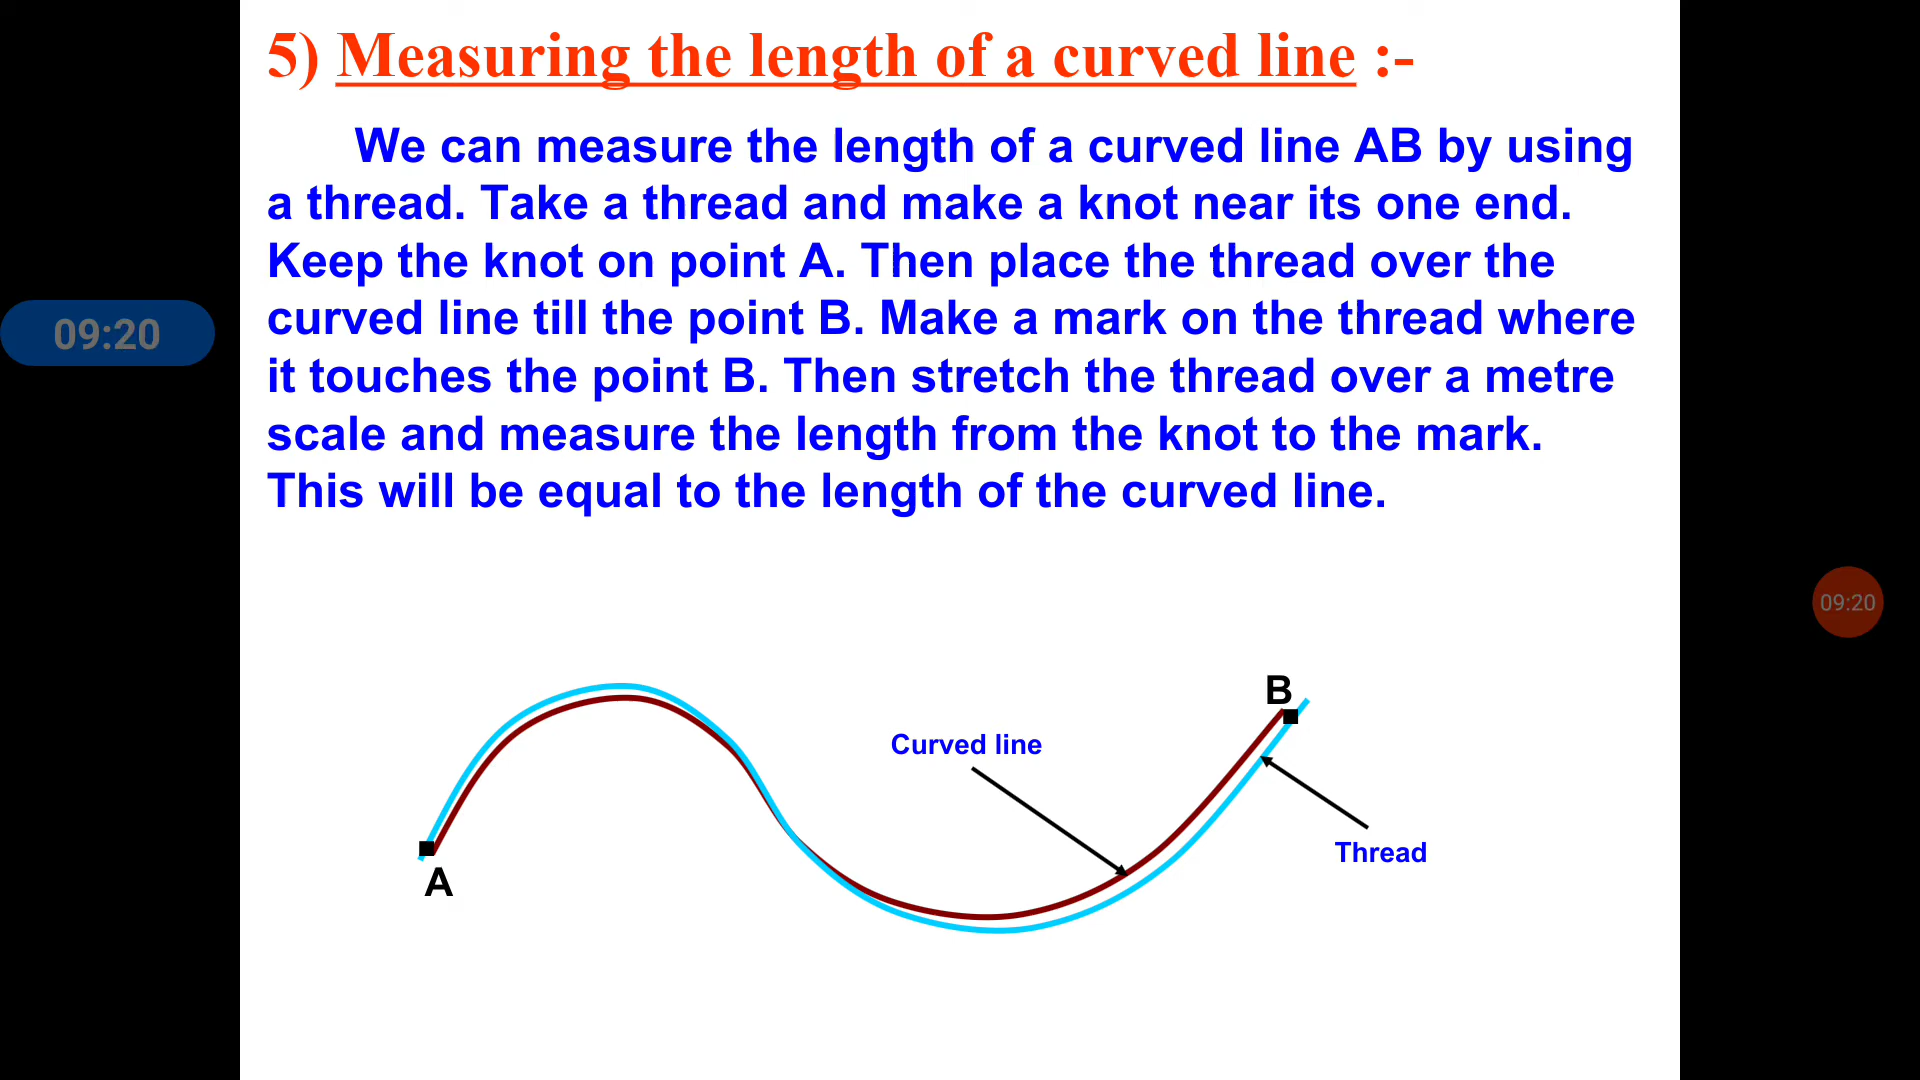 5) Measuring the length of a curved line :-
We can measure the length of a curved line AB by using
a thread. Take a thread and make a knot near its one end.
Keep the knot on point A. Then place the thread over the
curved line till the point B. Make a mark on the thread where
it touches the point B. Then stretch the thread over a metre
scale and measure the length from the knot to the mark.
This will be equal to the length of the curved line.
09:20
09:20
B
Curved line
Thread
A